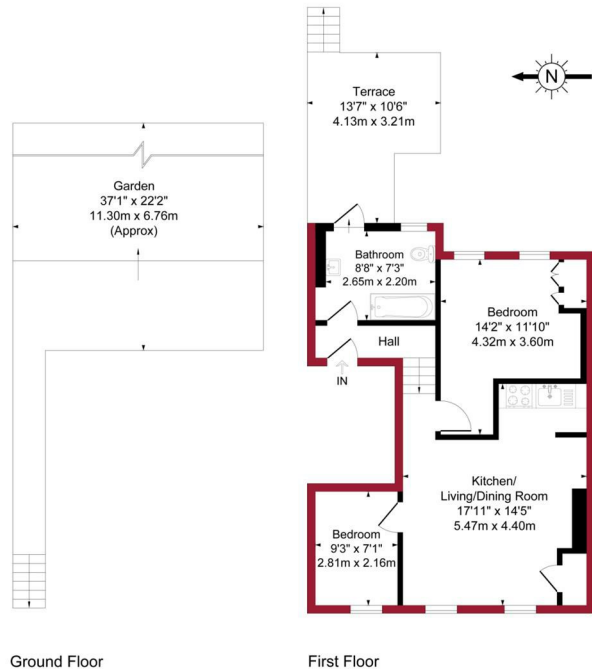 Terrace
13'7" x 10'6"
4.13m x 3.21m
N
Garden
37'1" x 22'2"
11.30m x 6.76m
(Approx)
Bathroom
8'8" x 7'3"
2.65m x 2.20m
Bedroom
14'2" x 11'10"
4.32m x 3.60m
Hall
IN
Kitchen/
Living/Dining Room
17'11" x 14'5"
5.47m x 4.40m
Bedroom
9'3" x 7'1"
2.81m x 2.16m
Ground Floor
First Floor